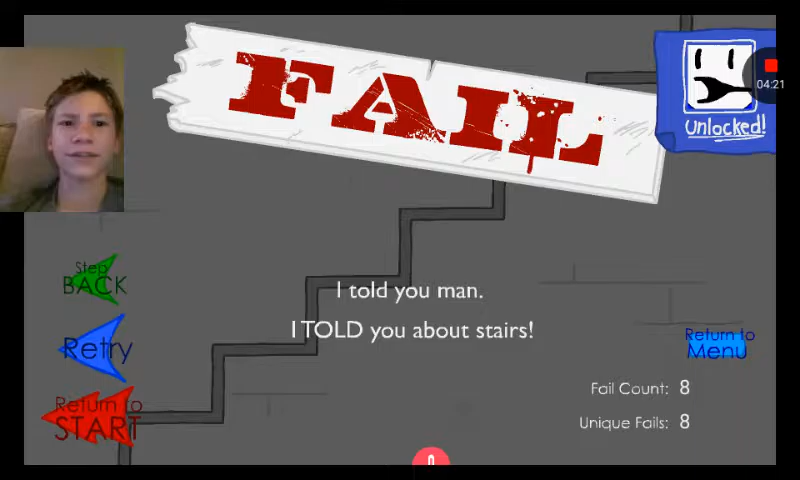 FAIL
Unlocked!
04:21
Step
BACK
I told you man.
I TOLD you about stairs!
Retry
Return to
Menu
Fail Count: 8
Return to
START
Unique Fails: 8